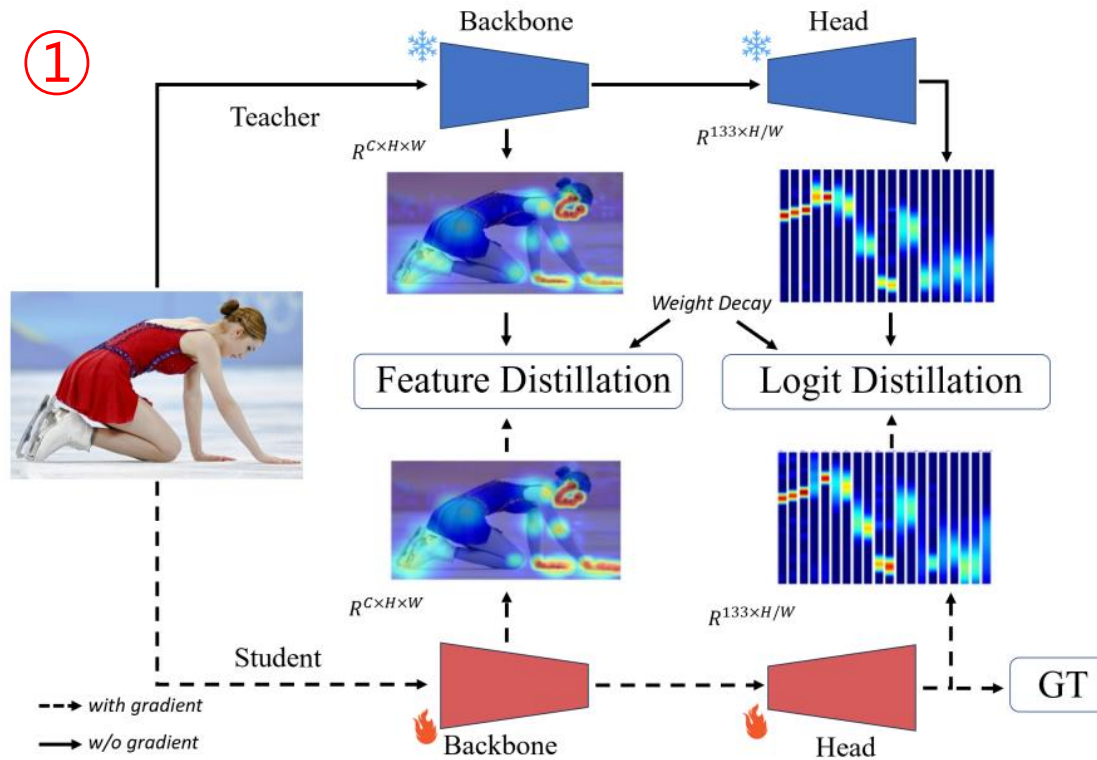 ①
Backbone
Head
Teacher
R^{C×H×W}
R^{133×H/W}
Weight Decay
Feature Distillation
Logit Distillation
R^{C×H×W}
R^{133×H/W}
Student
GT
with gradient
w/o gradient
Backbone
Head